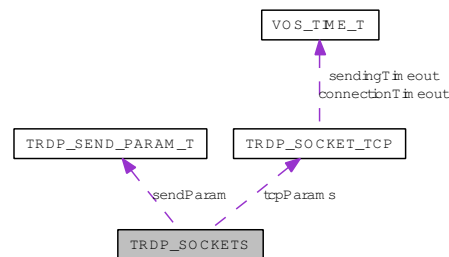 VOS_TIME_T
sendingTimeout
connectionTimeout
TRDP_SEND_PARAM_T
TRDP_SOCKET_TCP
sendParam
tcpParams
TRDP_SOCKETS